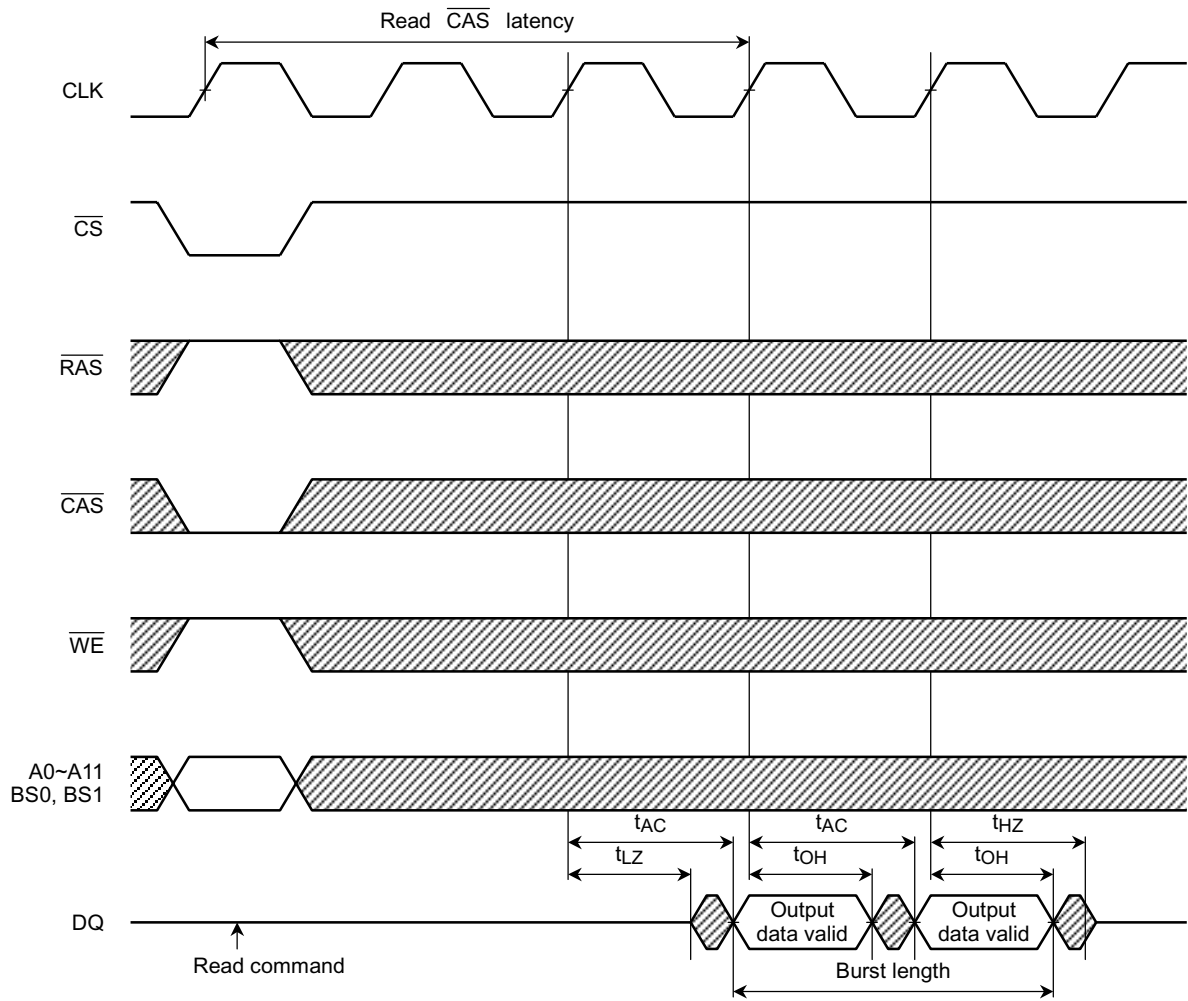 Read CAS latency
CLK
CS
RAS
CAS
WE
A0~A11
BS0, BS1
tAC
tAC
tHZ
tLZ
tOH
tOH
DQ
Output
data valid
Output
data valid
Read command
Burst length